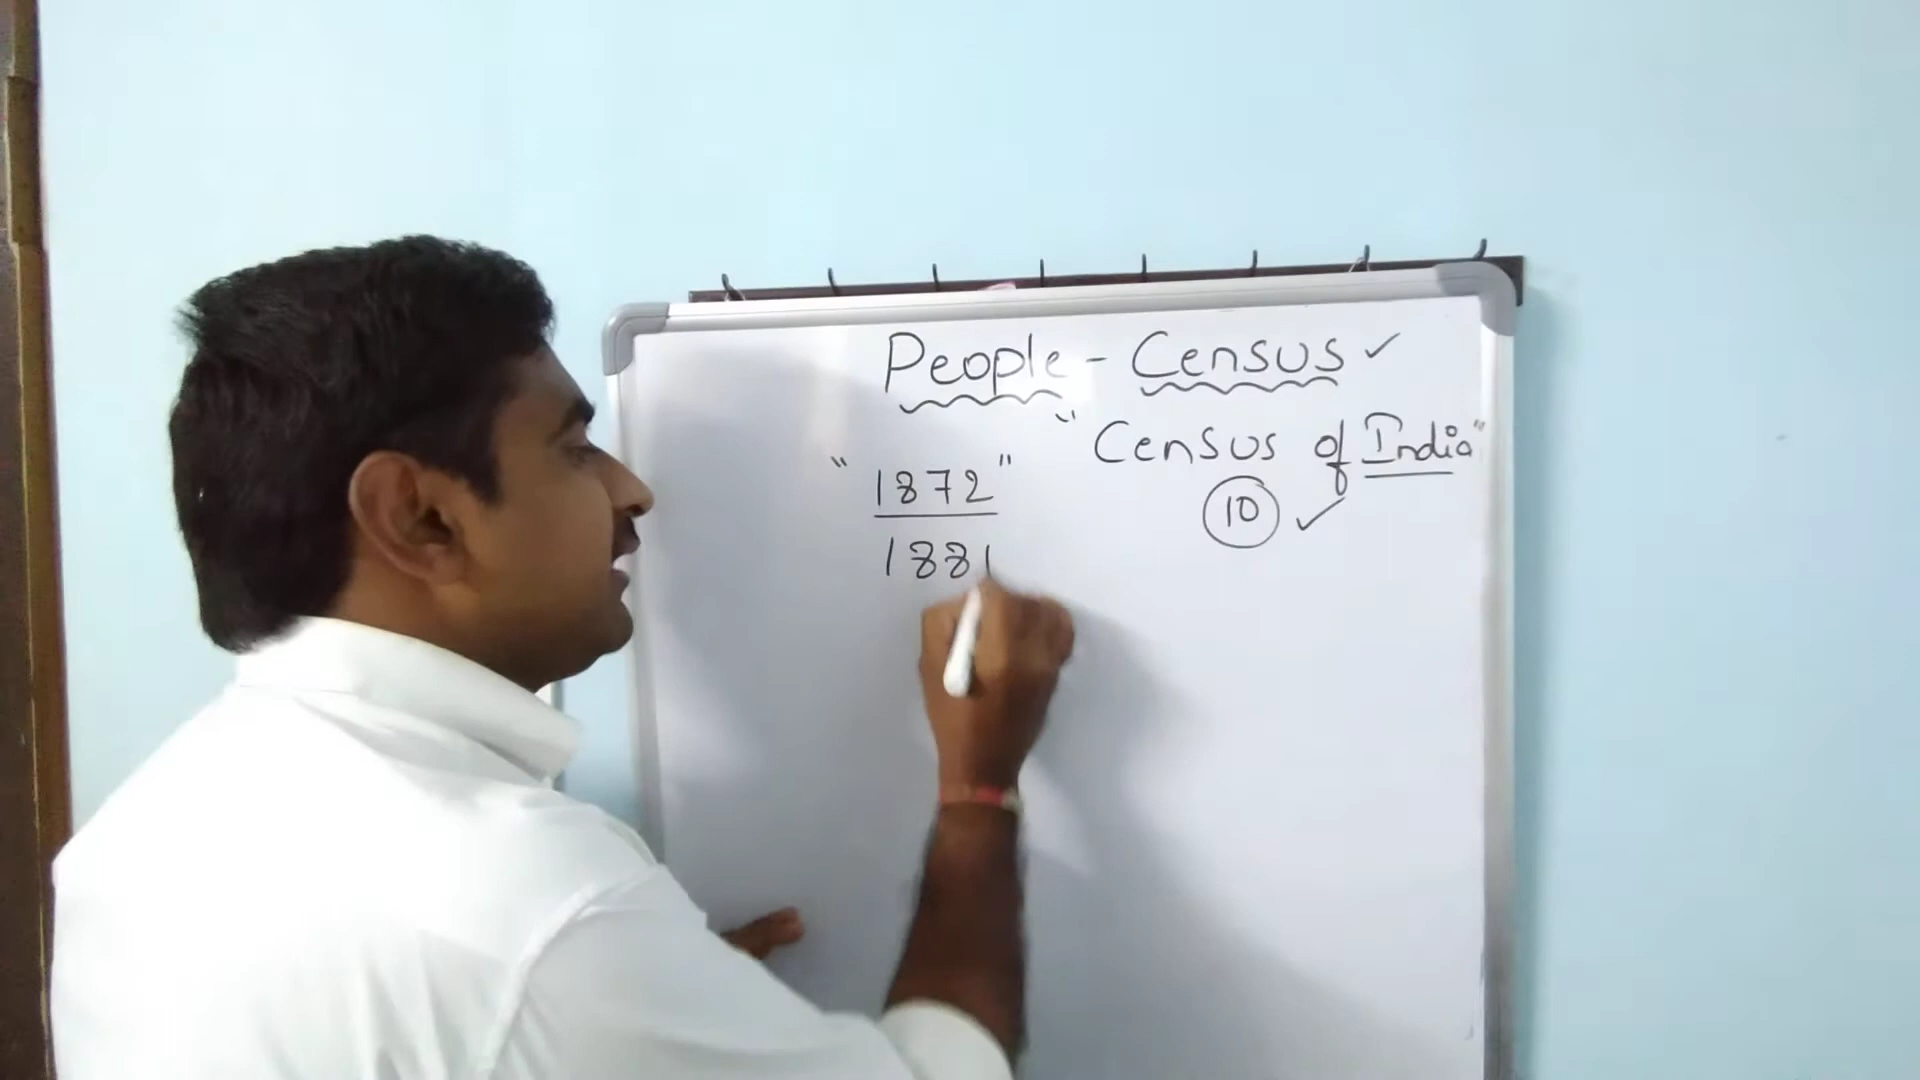 People - Census ✓
"Census of India"
"1872"
10 ✓
1881